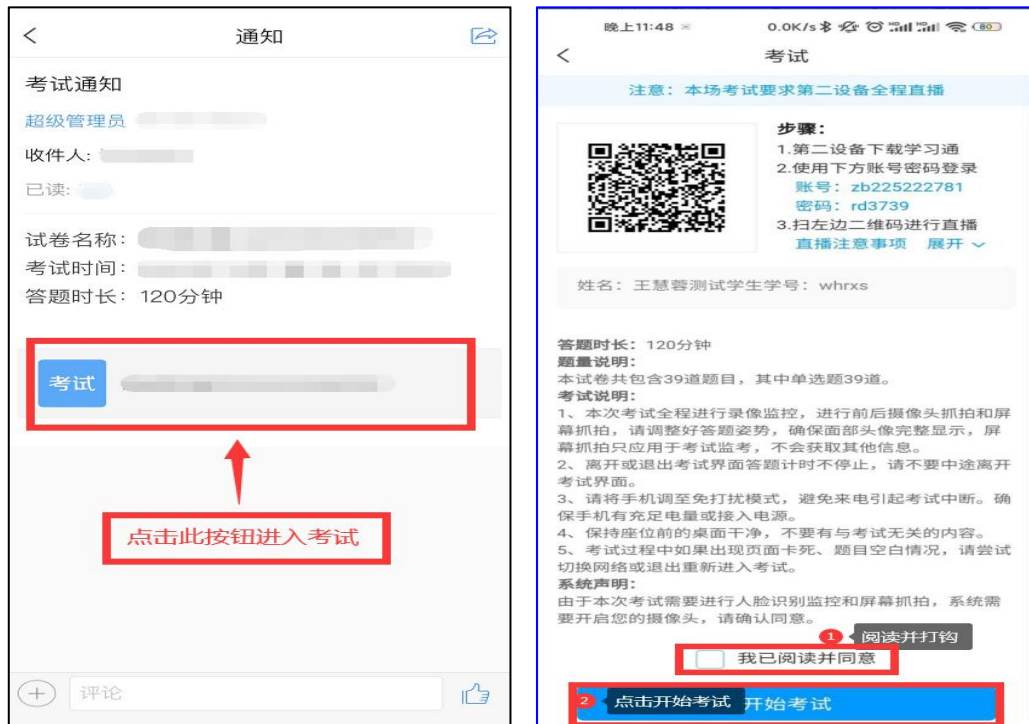 通知
考试通知
超级管理员
收件人:
已读:
试卷名称:
考试时间:
答题时长: 120分钟
考试
点击此按钮进入考试
评论
晚上11:48
0.0K/s
80
考试
注意: 本场考试要求第二设备全程直播
步骤:
1.第二设备下载学习通
2.使用下方账号密码登录
账号: zb225222781
密码: rd3739
3.扫左边二维码进行直播
直播注意事项 展开
姓名: 王慧蓉测试学生学号: whrxs
答题时长: 120分钟
题量说明:
本试卷共包含39道题目，其中单选题39道。
考试说明:
1、本次考试全程进行录像监控，进行前后摄像头抓拍和屏
幕抓拍，请调整好答题姿势，确保面部头像完整显示，屏
幕抓拍只应用于考试监考，不会获取其他信息。
2、离开或退出考试界面答题计时不停止，请不要中途离开
考试界面。
3、请将手机调至免打扰模式，避免来电引起考试中断。确
保手机有充足电量或接入电源。
4、保持座位前的桌面干净，不要有与考试无关的内容。
5、考试过程中如果出现页面卡死、题目空白情况，请尝试
切换网络或退出重新进入考试。
系统声明:
由于本次考试需要进行人脸识别监控和屏幕抓拍，系统需
要开启您的摄像头，请确认同意。
1 阅读并打钩
我已阅读并同意
2 点击开始考试 开始考试